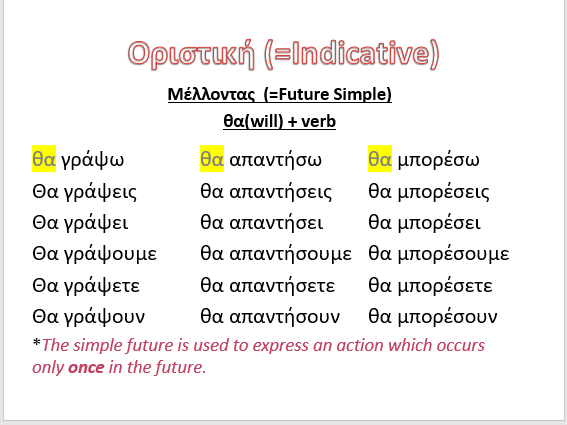 Οριστική (=Indicative)
Μέλλοντας (=Future Simple)
θα(will) + verb
θα γράψω θα απαντήσω θα μπορέσω
Θα γράψεις θα απαντήσεις θα μπορέσεις
Θα γράψει θα απαντήσει θα μπορέσει
Θα γράψουμε θα απαντήσουμε θα μπορέσουμε
Θα γράψετε θα απαντήσετε θα μπορέσετε
Θα γράψουν θα απαντήσουν θα μπορέσουν
*The simple future is used to express an action which occurs
only once in the future.